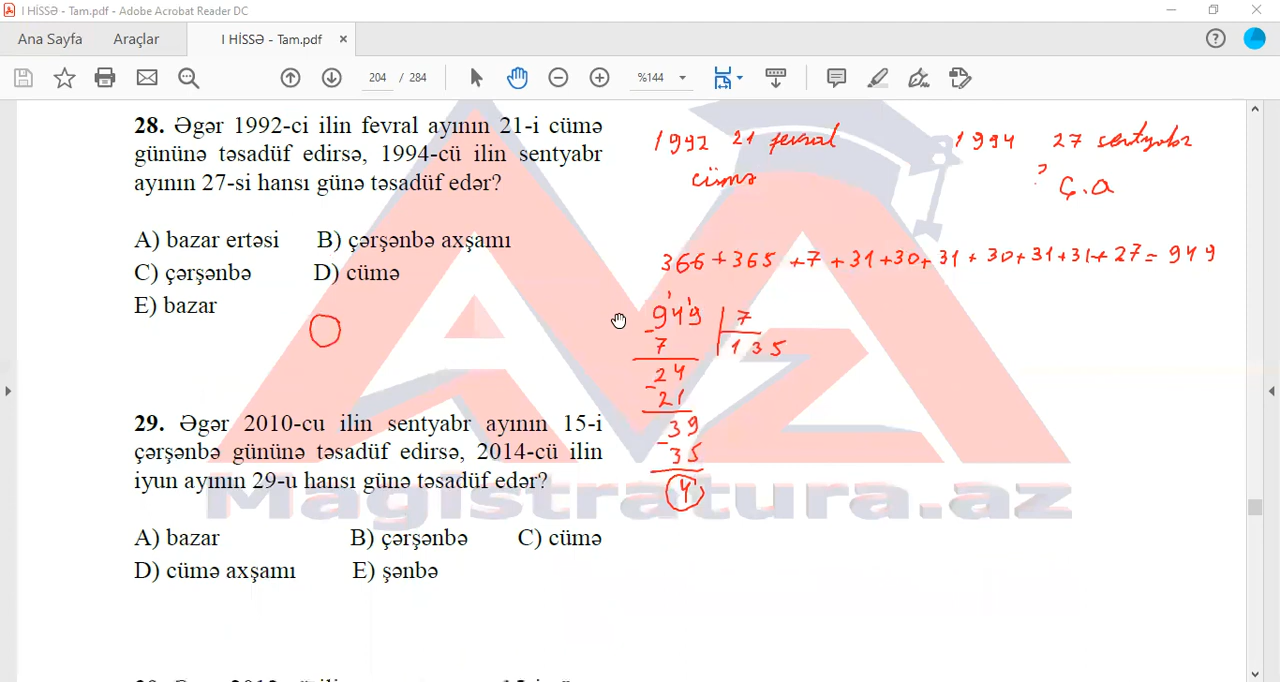 I HİSSƏ - Tam.pdf - Adobe Acrobat Reader DC
Ana Sayfa Araçlar I HİSSƏ - Tam.pdf ×
204 / 284 %144
28. Əgər 1992-ci ilin fevral ayının 21-i cümə
gününə təsadüf edirsə, 1994-cü ilin sentyabr
ayının 27-si hansı günə təsadüf edər?
A) bazar ertəsi B) çərşənbə axşamı
C) çərşənbə D) cümə
E) bazar
1992 21 fevral
cümə
1994 27 sentyabr
? Ç.a
366+365+7+31+30+31+30+31+31+27=949
949 7
- 7 135
24
- 21
39
- 35
4
29. Əgər 2010-cu ilin sentyabr ayının 15-i
çərşənbə gününə təsadüf edirsə, 2014-cü ilin
iyun ayının 29-u hansı günə təsadüf edər?
A) bazar B) çərşənbə C) cümə
D) cümə axşamı E) şənbə
Magistratura.az